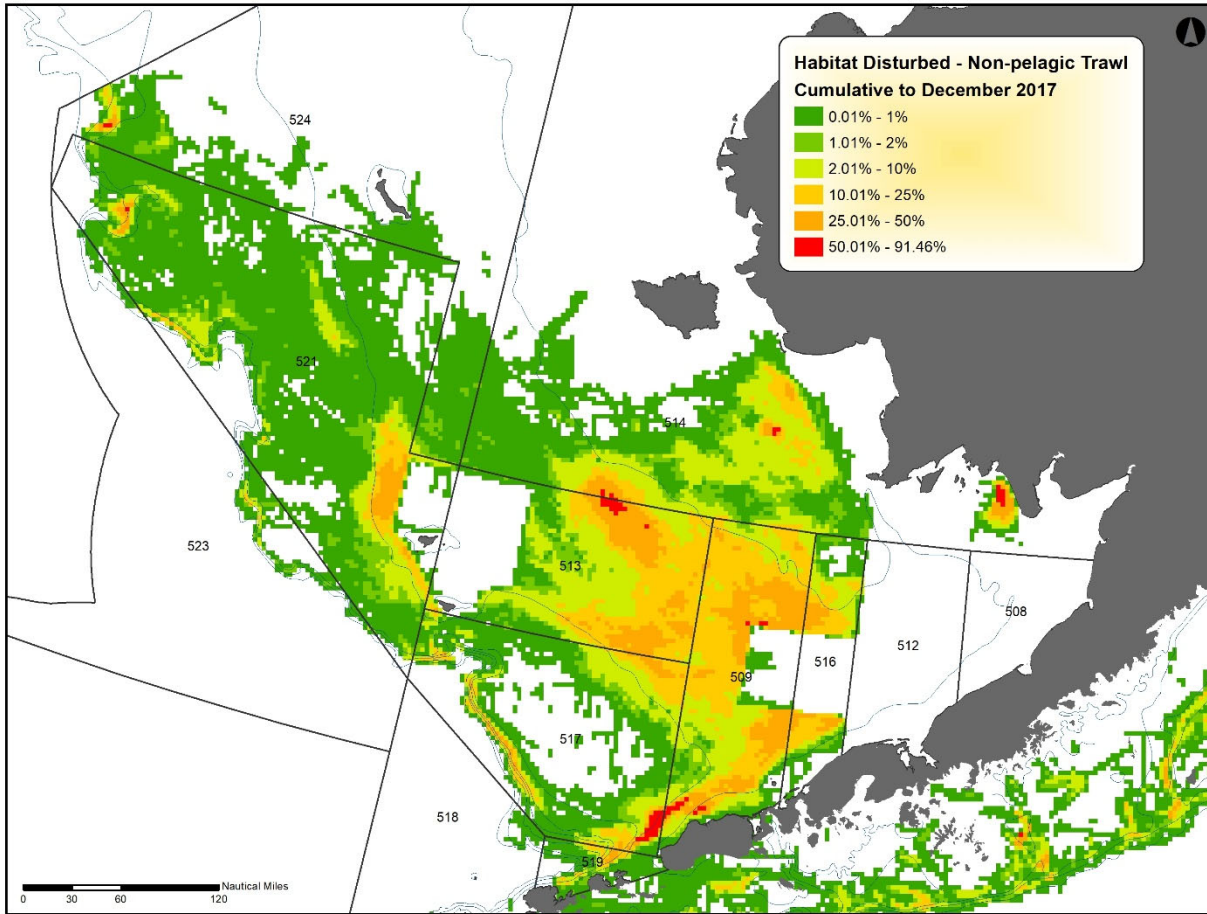 Habitat Disturbed - Non-pelagic Trawl
Cumulative to December 2017
0.01% - 1%
1.01% - 2%
2.01% - 10%
10.01% - 25%
25.01% - 50%
50.01% - 91.46%
524
521
514
523
513
508
512
516
509
517
518
519
Nautical Miles
0 30 60 120